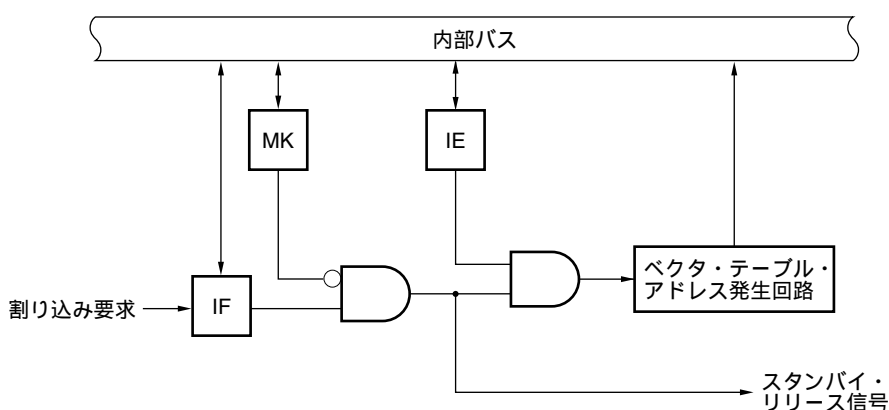 内部バス
MK
IE
ベクタ・テーブル・
アドレス発生回路
割り込み要求
IF
スタンバイ・
リリース信号